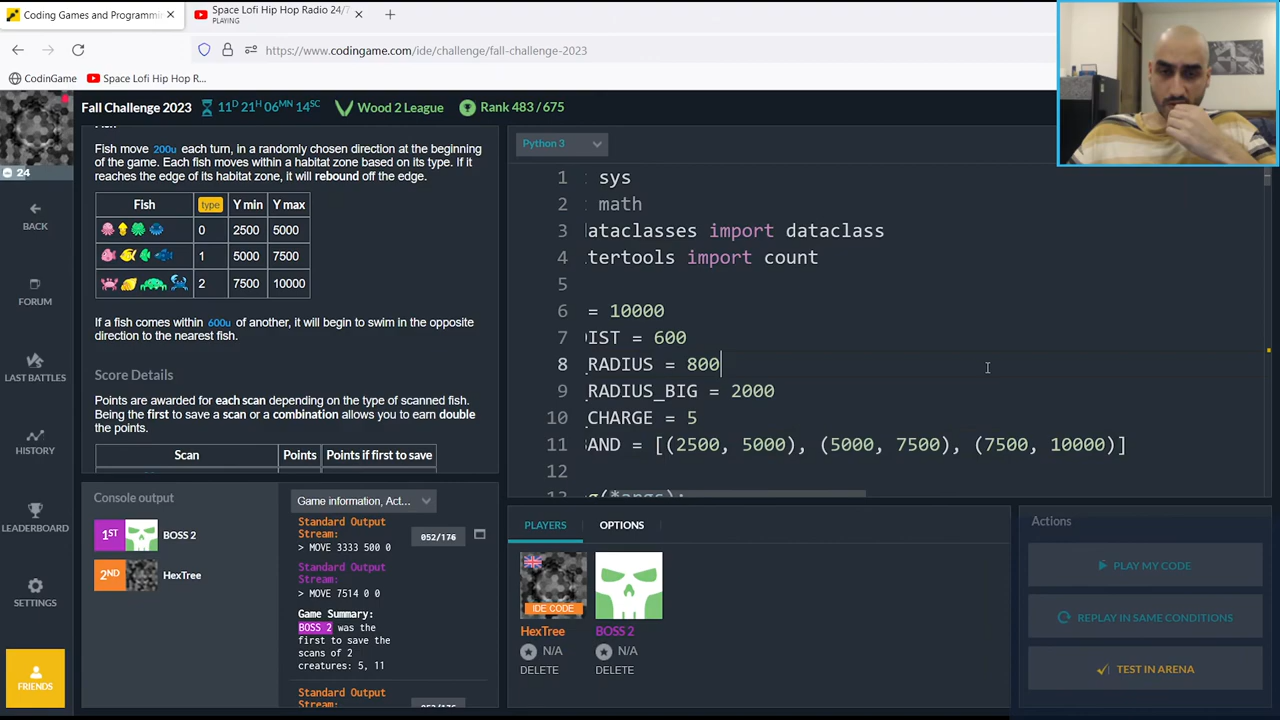 Coding Games and Programmin
Space Lofi Hip Hop Radio 24/7
PLAYING
https://www.codingame.com/ide/challenge/fall-challenge-2023
CodinGame
Space Lofi Hip Hop R...
Fall Challenge 2023
11D 21H 06MN 14SC
Wood 2 League
Rank 483 / 675
24
BACK
FORUM
LAST BATTLES
HISTORY
LEADERBOARD
SETTINGS
FRIENDS
Fish move 200u each turn, in a randomly chosen direction at the beginning
of the game. Each fish moves within a habitat zone based on its type. If it
reaches the edge of its habitat zone, it will rebound off the edge.
Fish type Y min Y max
0 2500 5000
1 5000 7500
2 7500 10000
If a fish comes within 600u of another, it will begin to swim in the opposite
direction to the nearest fish.
Score Details
Points are awarded for each scan depending on the type of scanned fish.
Being the first to save a scan or a combination allows you to earn double
the points.
Scan Points Points if first to save
Console output
1ST BOSS 2
2ND HexTree
Game information, Act...
Standard Output
Stream:
> MOVE 3333 500 0
Standard Output
Stream:
> MOVE 7514 0 0
Game Summary:
BOSS 2 was the
first to save the
scans of 2
creatures: 5, 11
Standard Output
Stream:
052/176
Python 3
1 sys
2 math
3 ataclasses import dataclass
4 tertools import count
5
6 = 10000
7 DIST = 600
8 _RADIUS = 800
9 _RADIUS_BIG = 2000
10 _CHARGE = 5
11 BAND = [(2500, 5000), (5000, 7500), (7500, 10000)]
12
13 g(*args):
PLAYERS
OPTIONS
IDE CODE
HexTree
N/A
DELETE
BOSS 2
N/A
DELETE
Actions
PLAY MY CODE
REPLAY IN SAME CONDITIONS
TEST IN ARENA